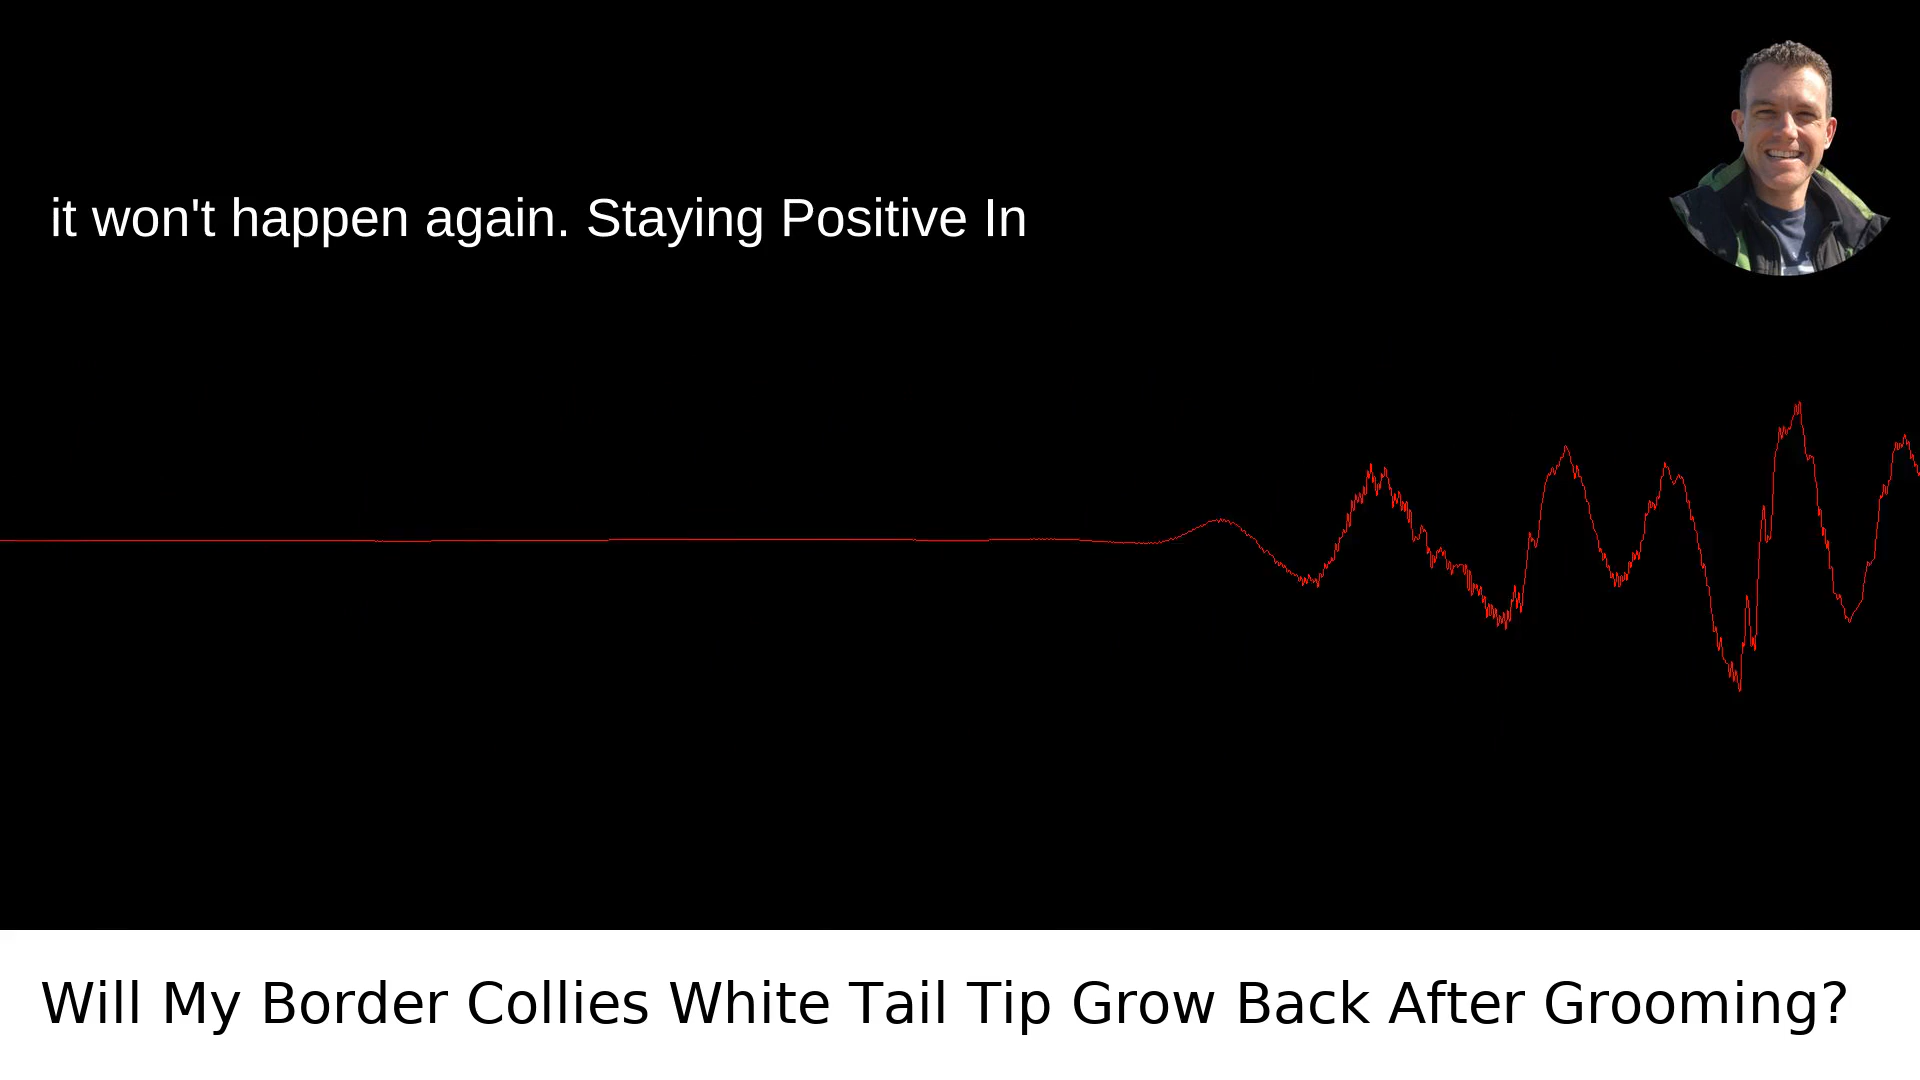 it won't happen again. Staying Positive In
Will My Border Collies White Tail Tip Grow Back After Grooming?